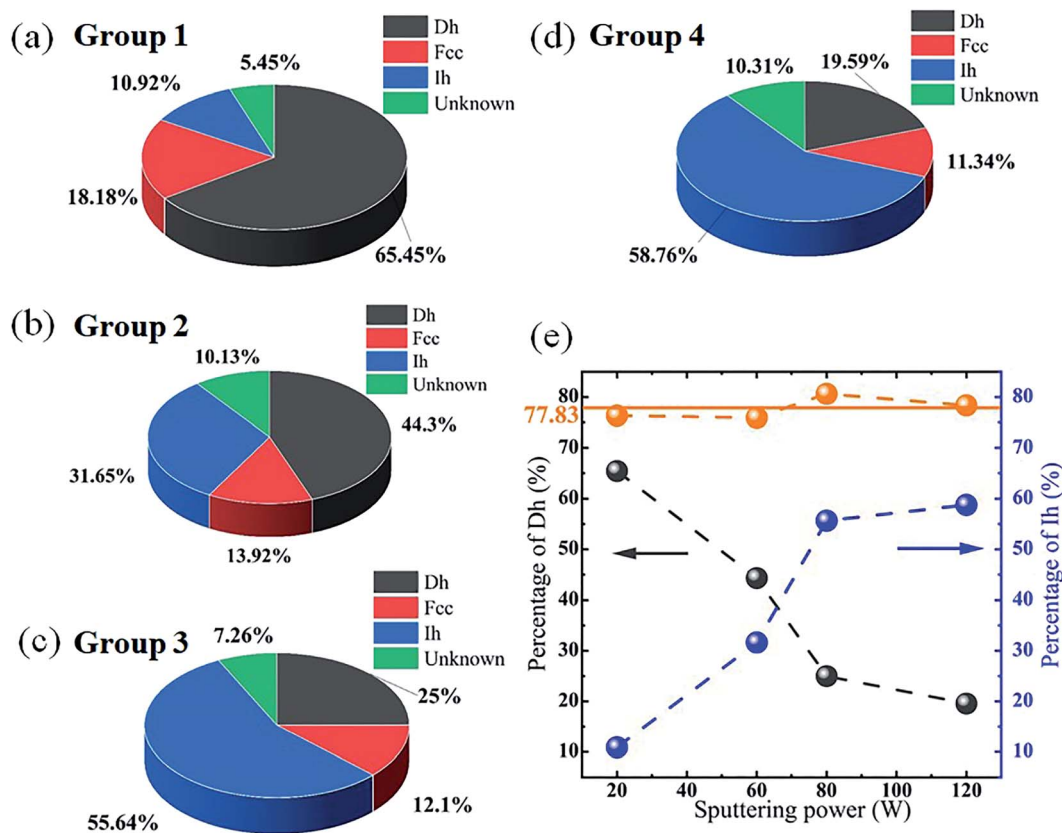 (a) Group 1
Dh
Fcc
Ih
Unknown
5.45%
10.92%
18.18%
65.45%
(d) Group 4
Dh
Fcc
Ih
Unknown
10.31%
19.59%
11.34%
58.76%
(b) Group 2
Dh
Fcc
Ih
Unknown
10.13%
44.3%
31.65%
13.92%
(c) Group 3
Dh
Fcc
Ih
Unknown
7.26%
25%
12.1%
55.64%
(e)
Percentage of Dh (%)
80
77.83
70
60
50
40
30
20
10
20 40 60 80 100 120
Sputtering power (W)
80
70
60
50
40
30
20
10
Percentage of Ih (%)